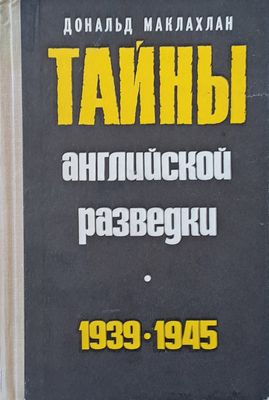 ДОНАЛЬД МАКЛАХЛАН
ТАЙНЫ
английской
разведки
•
1939•1945